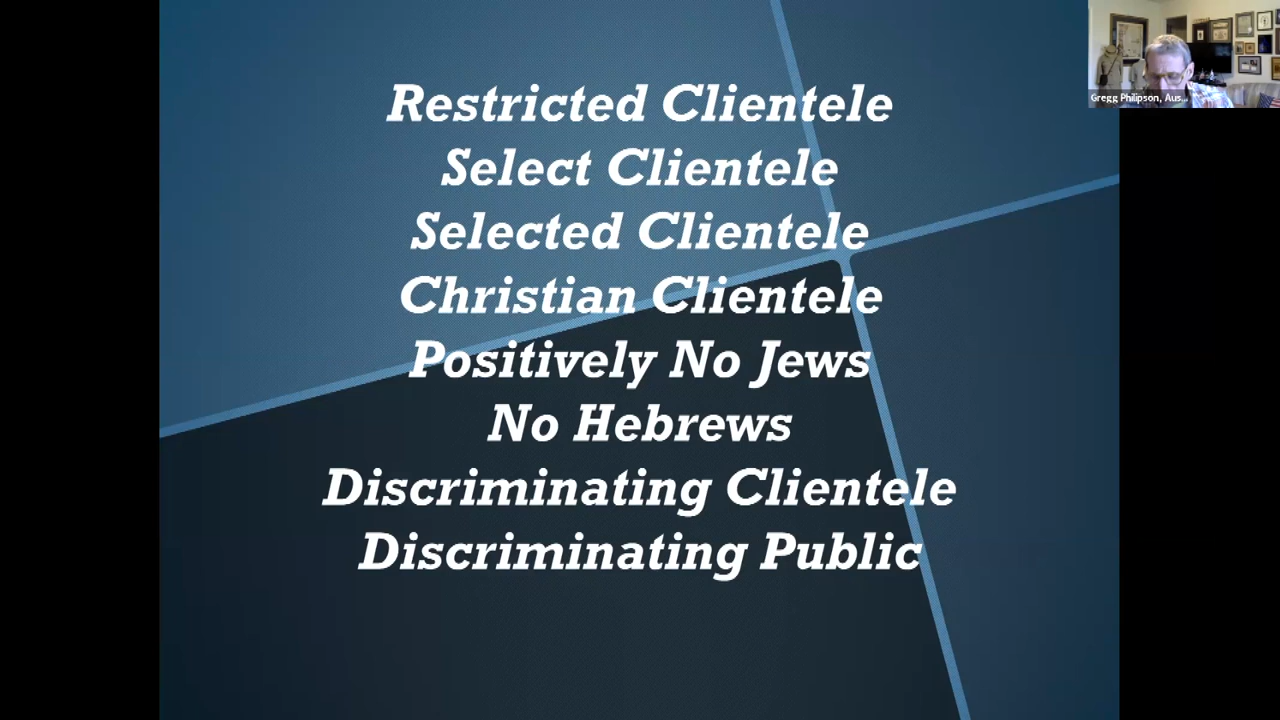 Restricted Clientele
Select Clientele
Selected Clientele
Christian Clientele
Positively No Jews
No Hebrews
Discriminating Clientele
Discriminating Public
Gregg Philipson, Aus...